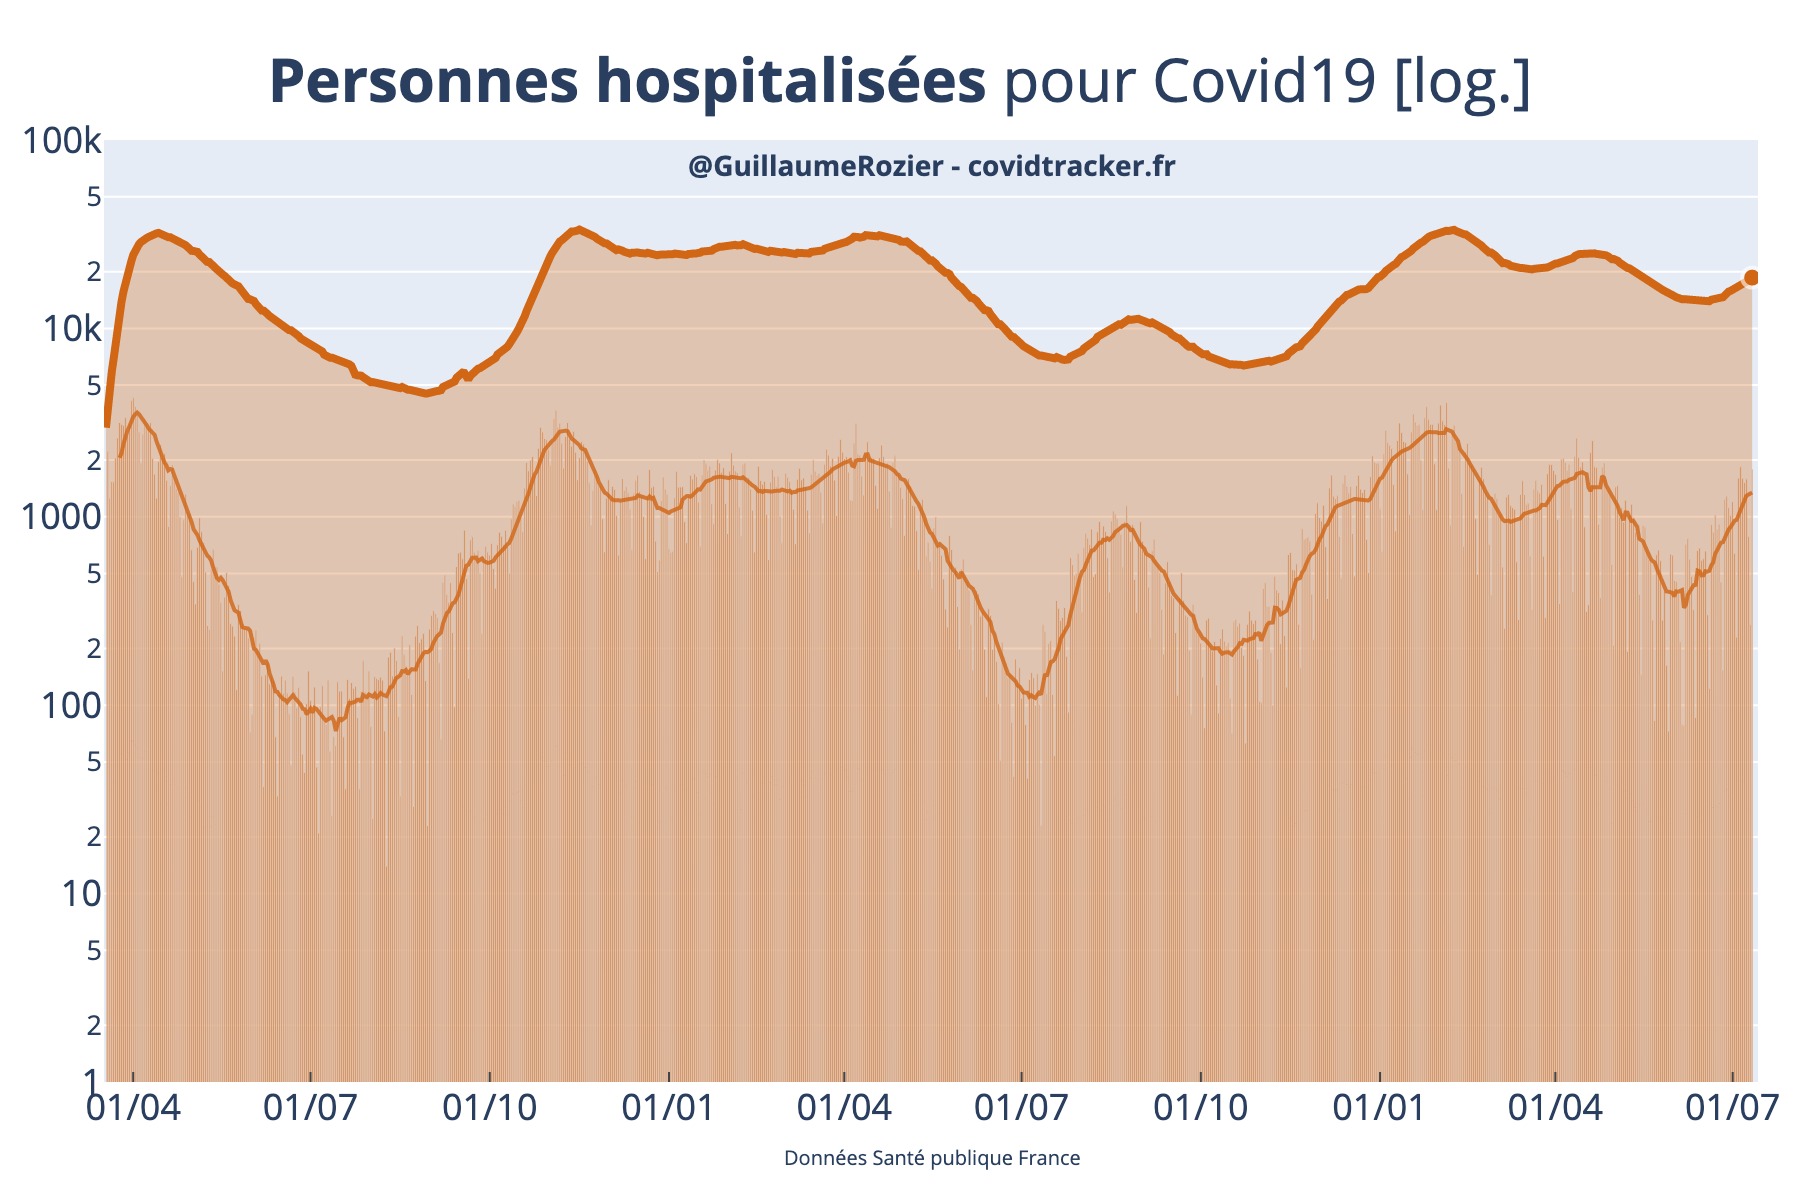 Personnes hospitalisées pour Covid19 [log.]
@GuillaumeRozier - covidtracker.fr
100k
5
2
10k
5
2
1000
5
2
100
5
2
10
5
2
1
01/04 01/07 01/10 01/01 01/04 01/07 01/10 01/01 01/04 01/07
Données Santé publique France